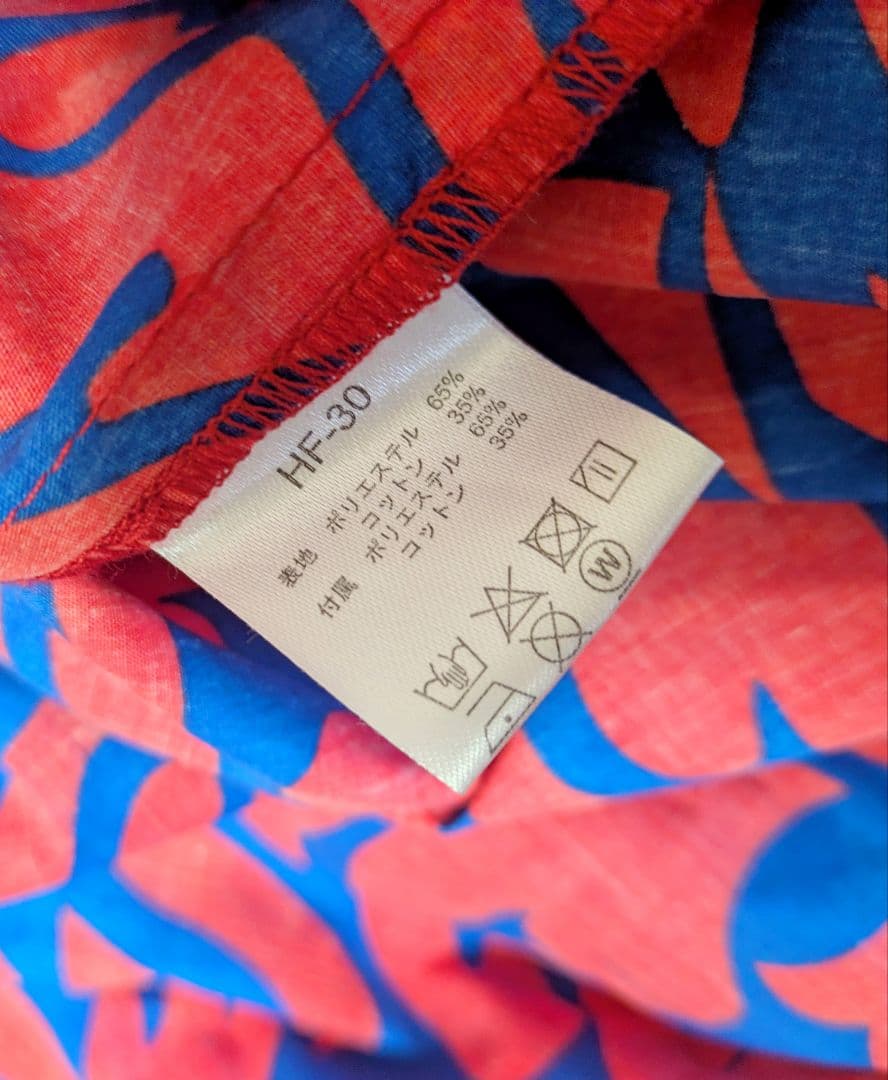 HF-30
表地 ポリエステル 65%
コットン 35%
付属 ポリエステル 65%
コットン 35%
W